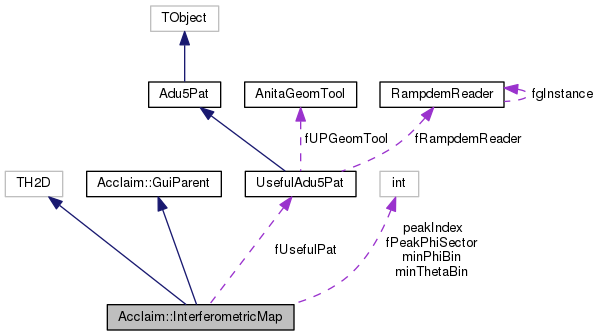 TObject
Adu5Pat
AnitaGeomTool
RampdemReader
fgInstance
fUPGeomTool
fRampdemReader
TH2D
Acclaim::GuiParent
UsefulAdu5Pat
int
fUsefulPat
peakIndex
fPeakPhiSector
minPhiBin
minThetaBin
Acclaim::InterferometricMap